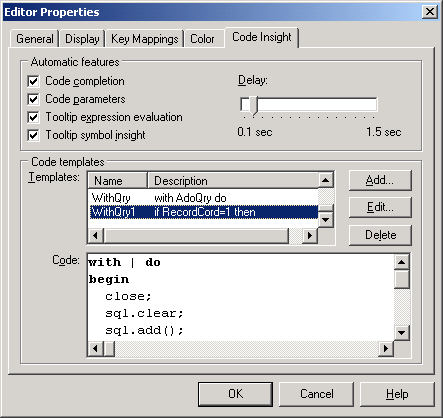 Editor Properties
General Display Key Mappings Color Code Insight
Automatic features
Code completion
Code parameters
Tooltip expression evaluation
Tooltip symbol insight
Delay:
0.1 sec 1.5 sec
Code templates
Templates:
Name Description
WithQry with AdoQry do
WithQry1 if RecordCord=1 then
Add...
Edit...
Delete
Code:
with | do
begin
close;
sql.clear;
sql.add();
OK Cancel Help